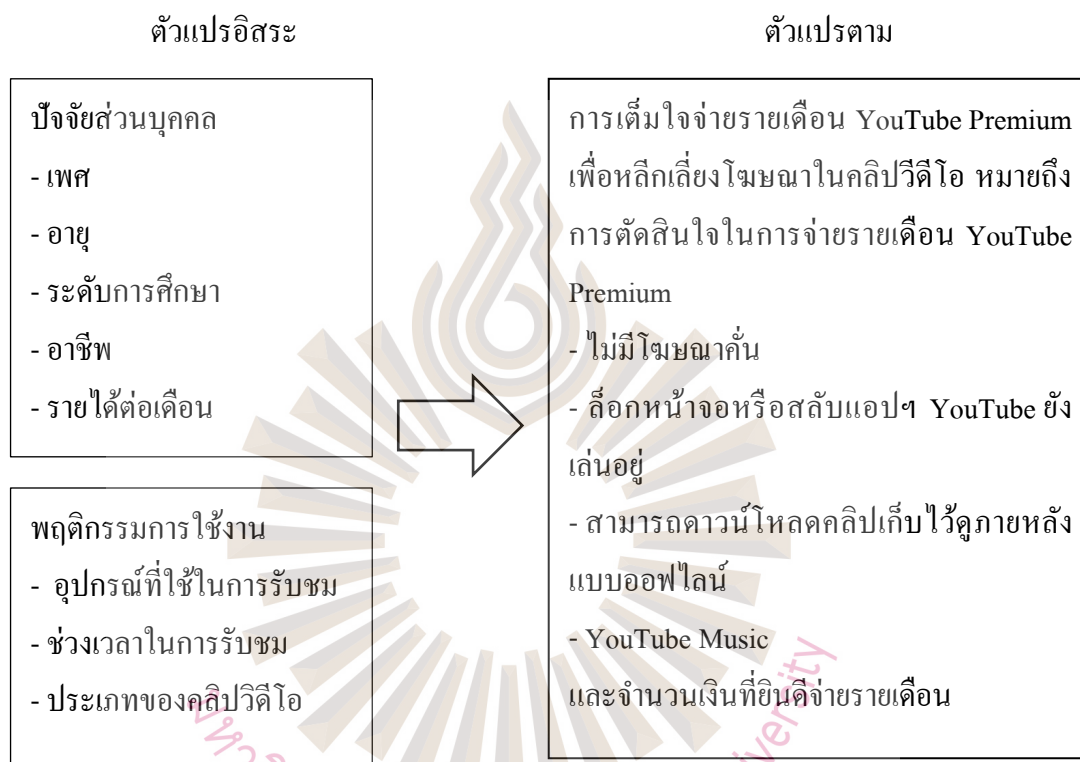 ตัวแปรอิสระ
ตัวแปรตาม
ปัจจัยส่วนบุคคล
- เพศ
- อายุ
- ระดับการศึกษา
- อาชีพ
- รายได้ต่อเดือน
พฤติกรรมการใช้งาน
- อุปกรณ์ที่ใช้ในการรับชม
- ช่วงเวลาในการรับชม
- ประเภทของคลิปวิดีโอ
การเต็มใจจ่ายรายเดือน YouTube Premium
เพื่อหลีกเลี่ยงโฆษณาในคลิปวีดีโอ หมายถึง
การตัดสินใจในการจ่ายรายเดือน YouTube
Premium
- ไม่มีโฆษณาคั่น
- ล็อกหน้าจอหรือสลับแอปฯ YouTube ยัง
เล่นอยู่
- สามารถดาวน์โหลดคลิปเก็บไว้ดูภายหลัง
แบบออฟไลน์
- YouTube Music
และจำนวนเงินที่ยินดีจ่ายรายเดือน